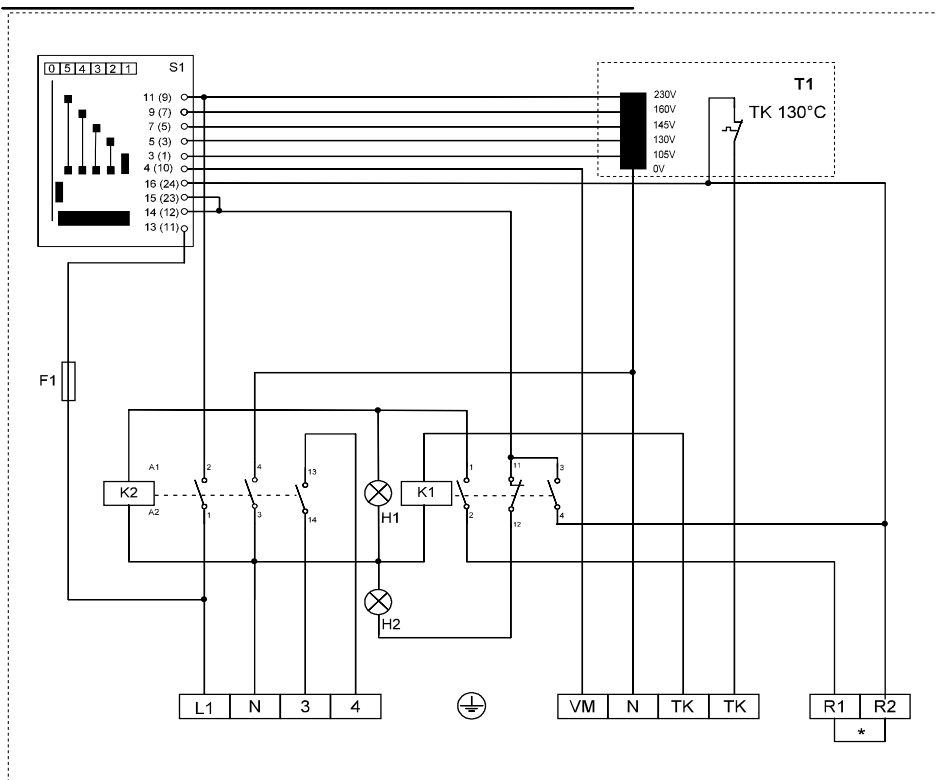 0 5 4 3 2 1 S1
11 (9)
9 (7)
7 (5)
5 (3)
3 (1)
4 (10)
16 (24)
15 (23)
14 (12)
13 (11)
T1
TK 130°C
230V
160V
145V
130V
105V
0V
F1
A1 2 4 13 1 11 3
K2 K1
A2 1 3 14 2 12 4
H1
H2
L1 N 3 4 VM N TK TK R1 R2
*